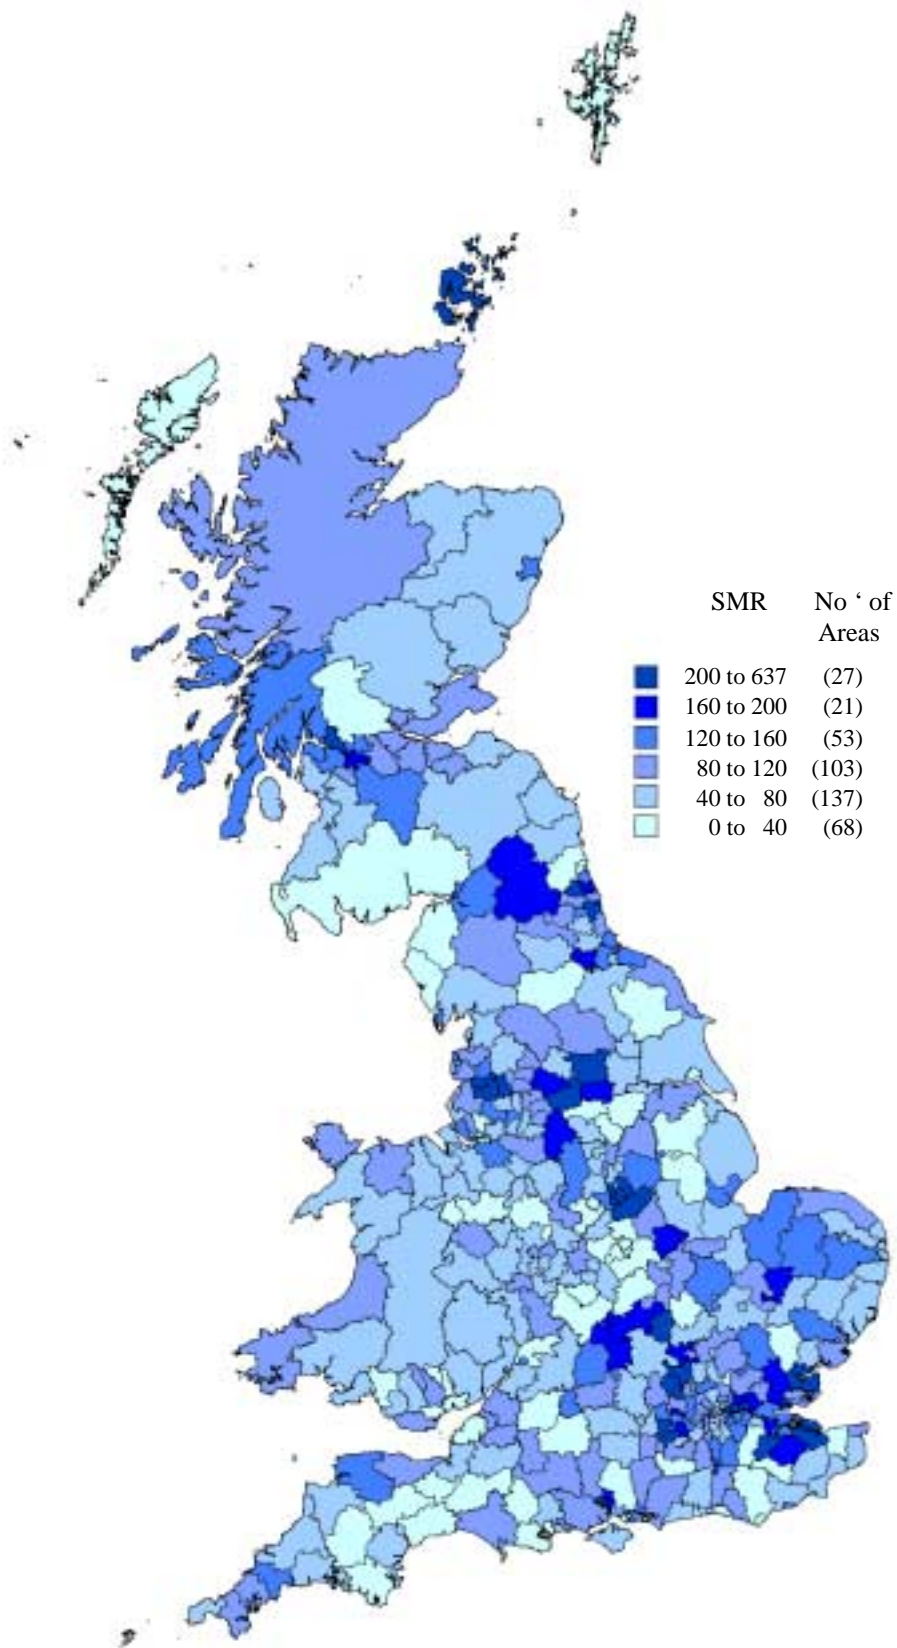 SMR No ‘ of
Areas
200 to 637 (27)
160 to 200 (21)
120 to 160 (53)
80 to 120 (103)
40 to 80 (137)
0 to 40 (68)